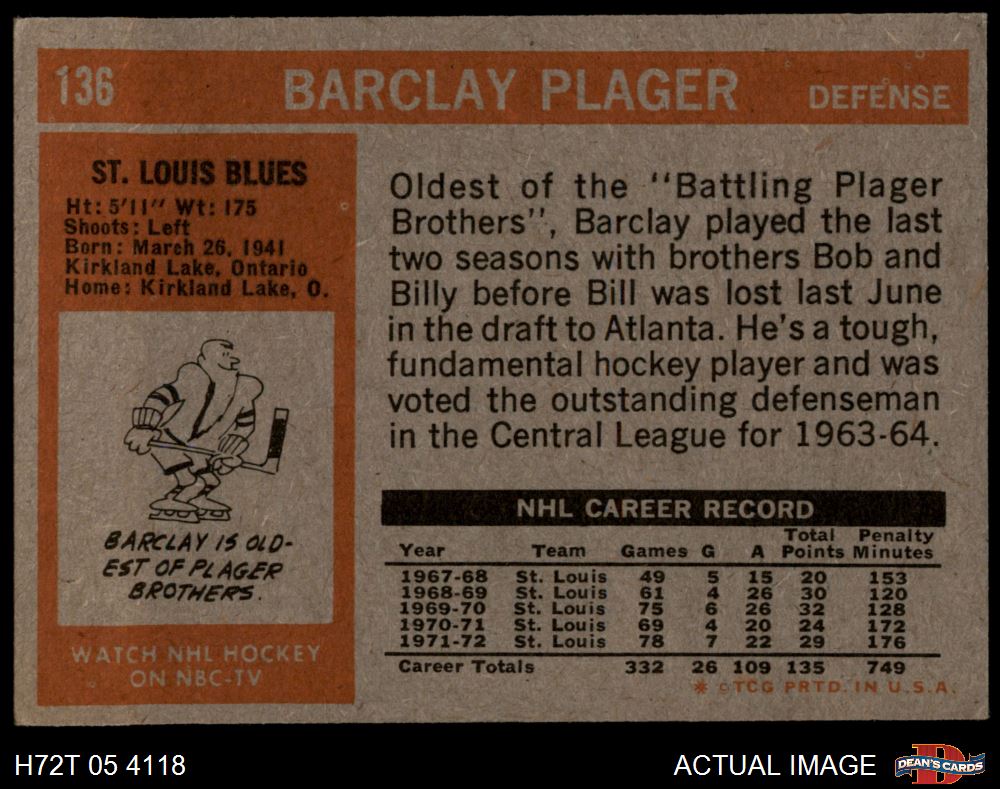 136 BARCLAY PLAGER DEFENSE
ST. LOUIS BLUES
Ht: 5'11" Wt: 175
Shoots: Left
Born: March 26, 1941
Kirkland Lake, Ontario
Home: Kirkland Lake, O.
BARCLAY IS OLD-
EST OF PLAGER
BROTHERS.
WATCH NHL HOCKEY
ON NBC-TV
Oldest of the "Battling Plager
Brothers", Barclay played the last
two seasons with brothers Bob and
Billy before Bill was lost last June
in the draft to Atlanta. He's a tough,
fundamental hockey player and was
voted the outstanding defenseman
in the Central League for 1963-64.
NHL CAREER RECORD
Year Team Games G A Total Points Penalty Minutes
1967-68 St. Louis 49 5 15 20 153
1968-69 St. Louis 61 4 26 30 120
1969-70 St. Louis 75 6 26 32 128
1970-71 St. Louis 69 4 20 24 172
1971-72 St. Louis 78 7 22 29 176
Career Totals 332 26 109 135 749
* © TCG PRTD. IN U.S.A.
H72T 05 4118 ACTUAL IMAGE DEAN'S CARDS